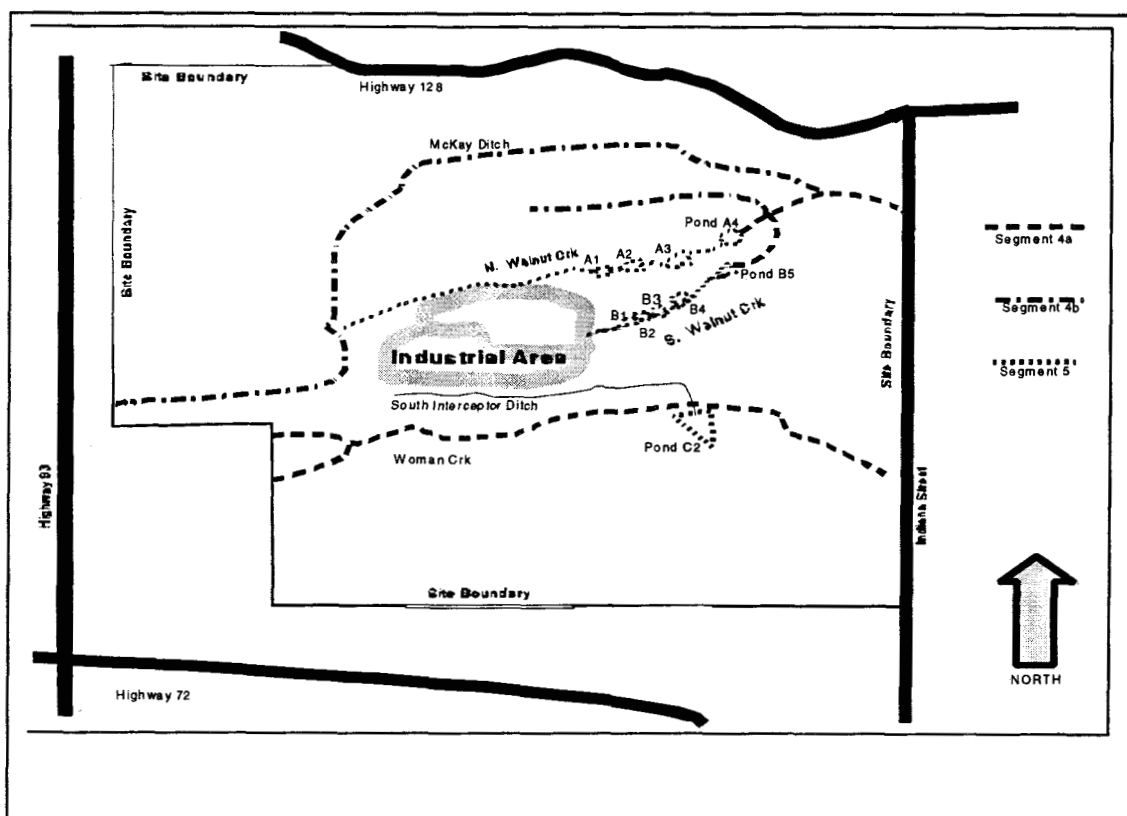 Site Boundary
Highway 128
McKay Ditch
Site Boundary
Pond A4
N. Walnut Crk
A1
A2
A3
Pond B5
B1
B2
B3
B4
S. Walnut Crk
Industrial Area
South Interceptor Ditch
Woman Crk
Pond C2
Site Boundary
Highway 93
Indiana Street
Site Boundary
Highway 72
Segment 4a
Segment 4b
Segment 5
NORTH